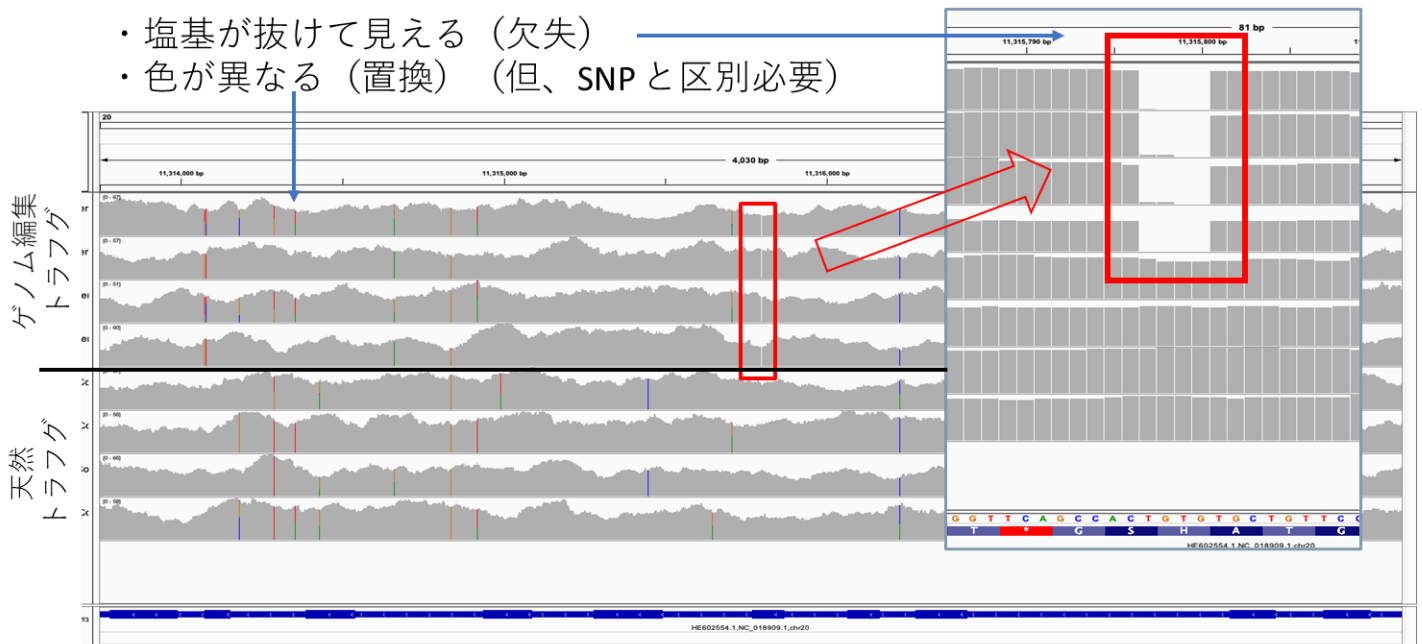 ・塩基が抜けて見える（欠失）
・色が異なる（置換）（但、SNPと区別必要）
81 bp
11,315,790 bp
11,315,800 bp
20
4,030 bp
11,314,000 bp
11,315,000 bp
11,316,000 bp
ゲノム編集
トラフグ
[0 - 67]
[0 - 57]
[0 - 51]
[0 - 60]
天然
トラフグ
[0 - 56]
[0 - 66]
[0 - 58]
G G T T C A G C C A C T G T G T G C T G T T C C
T * G S H A T G
HE602554.1,NC_018909.1,chr20
HE602554.1,NC_018909.1,chr20